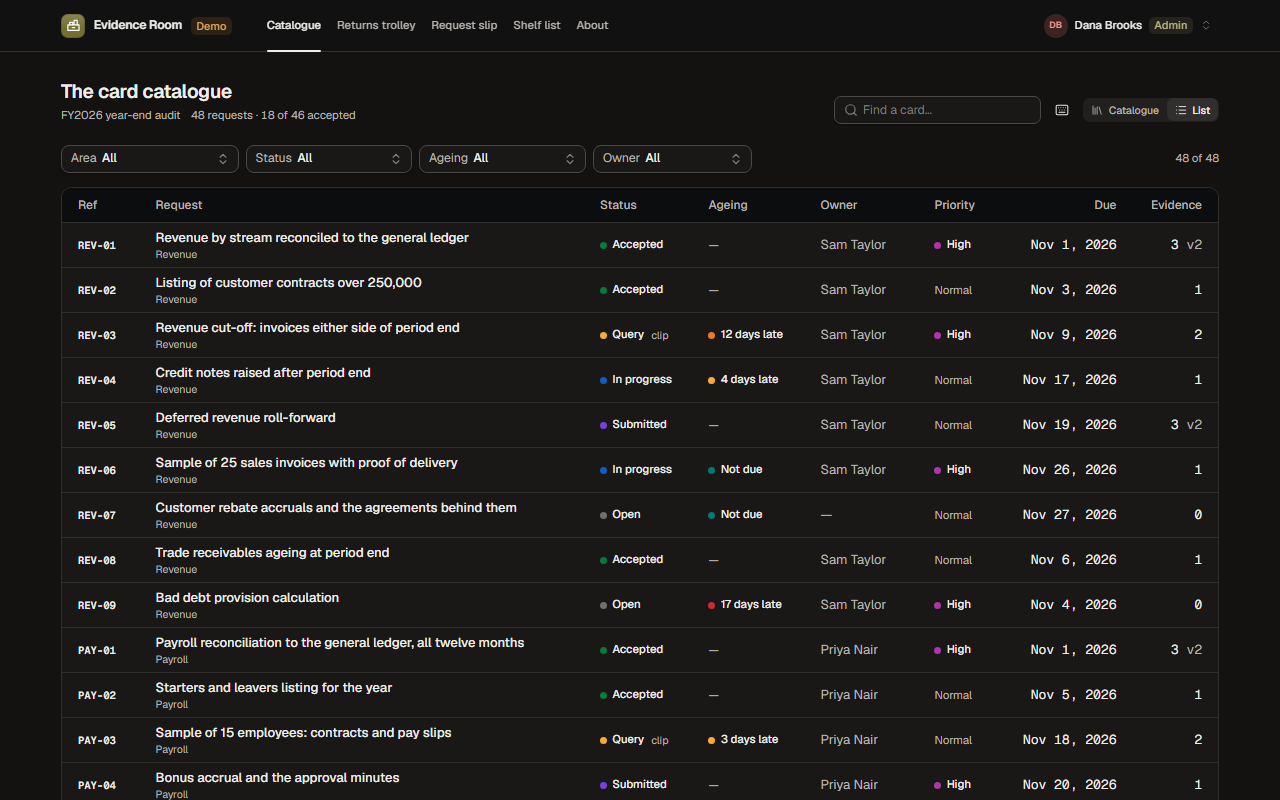 Evidence Room Demo Catalogue Returns trolley Request slip Shelf list About DB Dana Brooks Admin
The card catalogue
FY2026 year-end audit 48 requests · 18 of 46 accepted
Find a card… Catalogue List
Area All Status All Ageing All Owner All 48 of 48
Ref Request Status Ageing Owner Priority Due Evidence
REV-01 Revenue by stream reconciled to the general ledger Accepted — Sam Taylor High Nov 1, 2026 3 v2
Revenue
REV-02 Listing of customer contracts over 250,000 Accepted — Sam Taylor Normal Nov 3, 2026 1
Revenue
REV-03 Revenue cut-off: invoices either side of period end Query clip 12 days late Sam Taylor High Nov 9, 2026 2
Revenue
REV-04 Credit notes raised after period end In progress 4 days late Sam Taylor Normal Nov 17, 2026 1
Revenue
REV-05 Deferred revenue roll-forward Submitted — Sam Taylor Normal Nov 19, 2026 3 v2
Revenue
REV-06 Sample of 25 sales invoices with proof of delivery In progress Not due Sam Taylor High Nov 26, 2026 1
Revenue
REV-07 Customer rebate accruals and the agreements behind them Open Not due — Normal Nov 27, 2026 0
Revenue
REV-08 Trade receivables ageing at period end Accepted — Sam Taylor Normal Nov 6, 2026 1
Revenue
REV-09 Bad debt provision calculation Open 17 days late Sam Taylor High Nov 4, 2026 0
Revenue
PAY-01 Payroll reconciliation to the general ledger, all twelve months Accepted — Priya Nair High Nov 1, 2026 3 v2
Payroll
PAY-02 Starters and leavers listing for the year Accepted — Priya Nair Normal Nov 5, 2026 1
Payroll
PAY-03 Sample of 15 employees: contracts and pay slips Query clip 3 days late Priya Nair Normal Nov 18, 2026 2
Payroll
PAY-04 Bonus accrual and the approval minutes Submitted — Priya Nair High Nov 20, 2026 1
Payroll